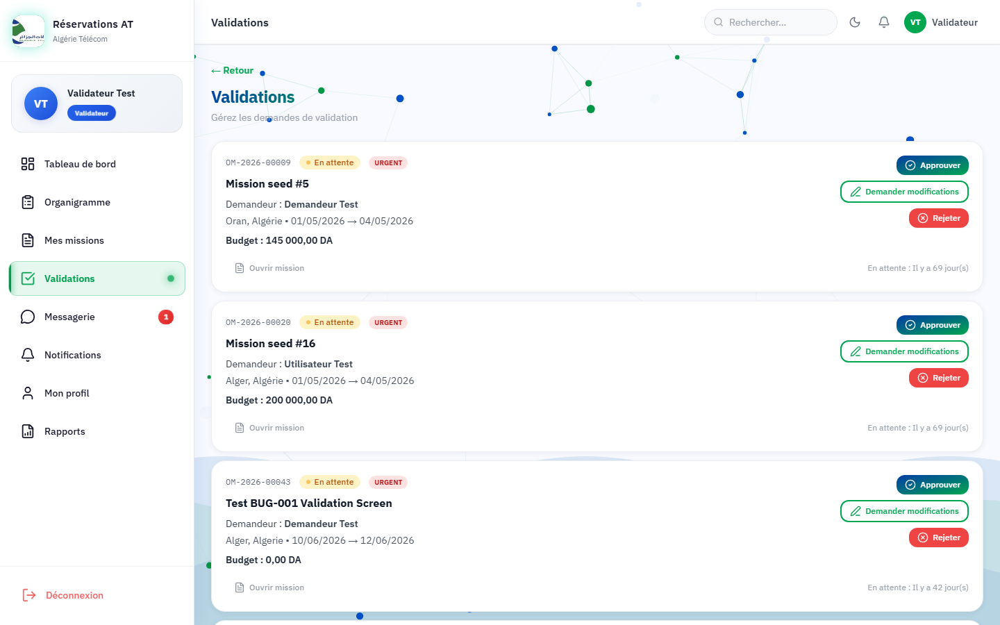 Réservations AT
Algérie Télécom
VT
Validateur Test
Validateur
Tableau de bord
Organigramme
Mes missions
Validations
Messagerie
1
Notifications
Mon profil
Rapports
Déconnexion
Validations
Rechercher...
VT
Validateur
← Retour
Validations
Gérez les demandes de validation
OM-2026-00009
En attente
URGENT
Mission seed #5
Demandeur : Demandeur Test
Oran, Algérie • 01/05/2026 → 04/05/2026
Budget : 145 000,00 DA
Ouvrir mission
Approuver
Demander modifications
Rejeter
En attente : Il y a 69 jour(s)
OM-2026-00020
En attente
URGENT
Mission seed #16
Demandeur : Utilisateur Test
Alger, Algérie • 01/05/2026 → 04/05/2026
Budget : 200 000,00 DA
Ouvrir mission
Approuver
Demander modifications
Rejeter
En attente : Il y a 69 jour(s)
OM-2026-00043
En attente
URGENT
Test BUG-001 Validation Screen
Demandeur : Demandeur Test
Alger, Algerie • 10/06/2026 → 12/06/2026
Budget : 0,00 DA
Ouvrir mission
Approuver
Demander modifications
Rejeter
En attente : Il y a 42 jour(s)